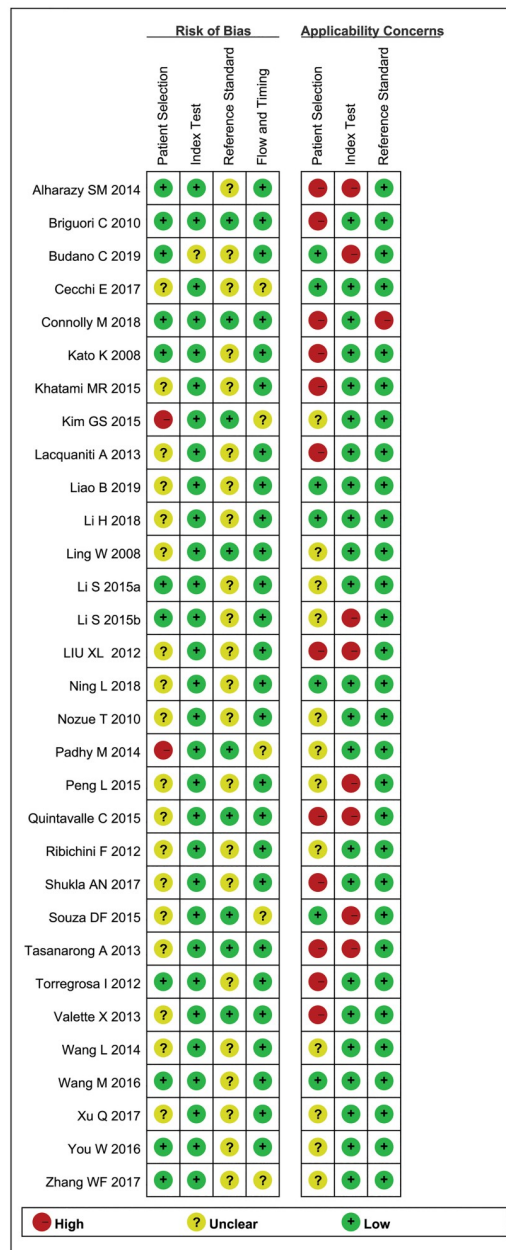 Risk of Bias Applicability Concerns
Patient Selection
Index Test
Reference Standard
Flow and Timing
Patient Selection
Index Test
Reference Standard
Alharazy SM 2014 + + ? + – – +
Briguori C 2010 + + + + – + +
Budano C 2019 + ? ? + + – +
Cecchi E 2017 ? + ? ? + + +
Connolly M 2018 + + + + – + –
Kato K 2008 + + ? + – + +
Khatami MR 2015 ? + ? + – + +
Kim GS 2015 – + + ? ? + +
Lacquaniti A 2013 ? + ? + – + +
Liao B 2019 ? + ? + + + +
Li H 2018 ? + ? + + + +
Ling W 2008 ? + + + ? + +
Li S 2015a + + ? + ? + +
Li S 2015b + + ? + ? – +
LIU XL 2012 ? + ? + – – +
Ning L 2018 ? + ? + + + +
Nozue T 2010 ? + ? + ? + +
Padhy M 2014 – + + ? ? + +
Peng L 2015 ? + ? + ? – +
Quintavalle C 2015 ? + + + – – +
Ribichini F 2012 ? + ? + ? + +
Shukla AN 2017 ? + ? + – + +
Souza DF 2015 ? + + ? + – +
Tasanarong A 2013 ? + + + – – +
Torregrosa I 2012 + + ? + – + +
Valette X 2013 ? + + + – + +
Wang L 2014 ? + ? + ? + +
Wang M 2016 + + ? + + + +
Xu Q 2017 ? + ? + ? + +
You W 2016 + + ? + ? + +
Zhang WF 2017 + + ? ? ? + +
– High ? Unclear + Low